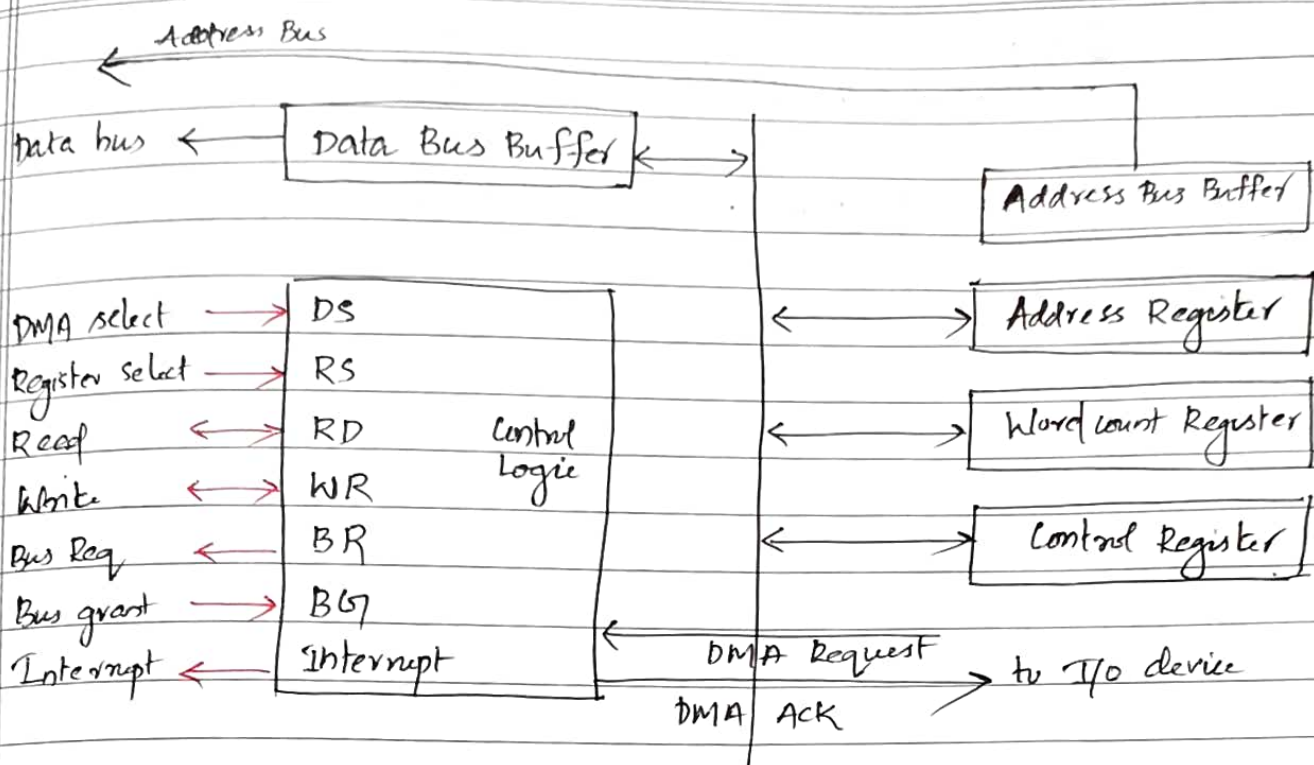 Address Bus
Data bus
Data Bus Buffer
Address Bus Buffer
DMA select
DS
Address Register
Register select
RS
Read
RD
Control
Logic
Word count Register
Write
WR
Bus Req
BR
Control Register
Bus grant
BG
DMA Request
Interrupt
Interrupt
to I/O device
DMA ACK